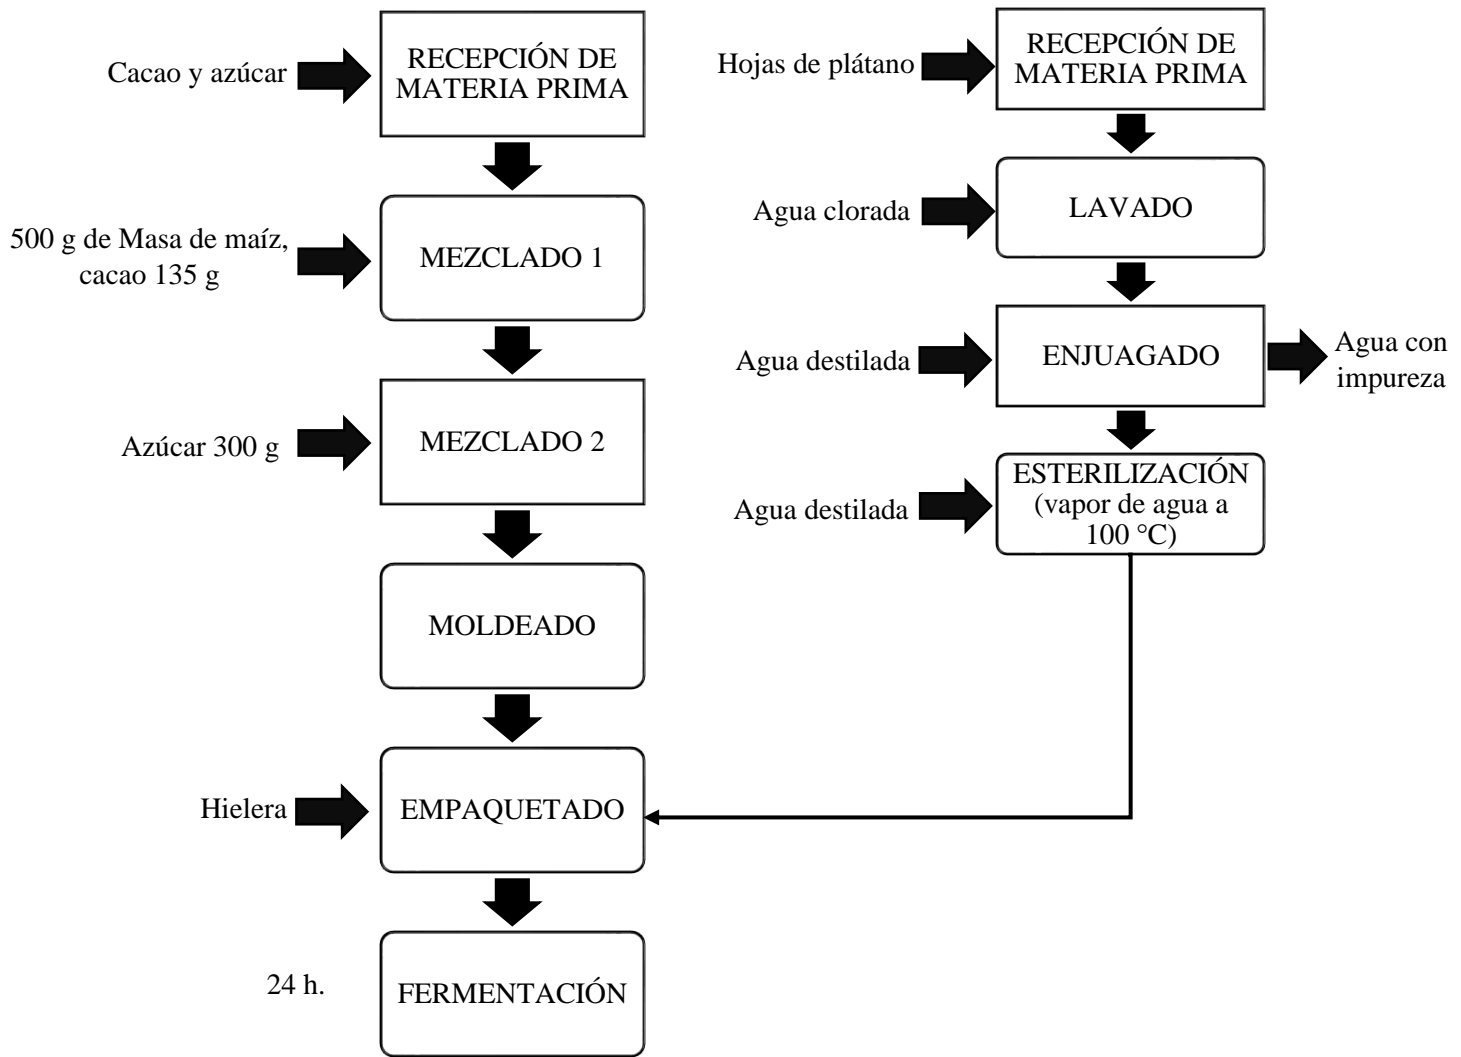 Cacao y azúcar
RECEPCIÓN DE
MATERIA PRIMA
500 g de Masa de maíz,
cacao 135 g
MEZCLADO 1
Azúcar 300 g
MEZCLADO 2
MOLDEADO
Hielera
EMPAQUETADO
24 h.
FERMENTACIÓN
Hojas de plátano
RECEPCIÓN DE
MATERIA PRIMA
Agua clorada
LAVADO
Agua destilada
ENJUAGADO
Agua con
impureza
Agua destilada
ESTERILIZACIÓN
(vapor de agua a
100 °C)